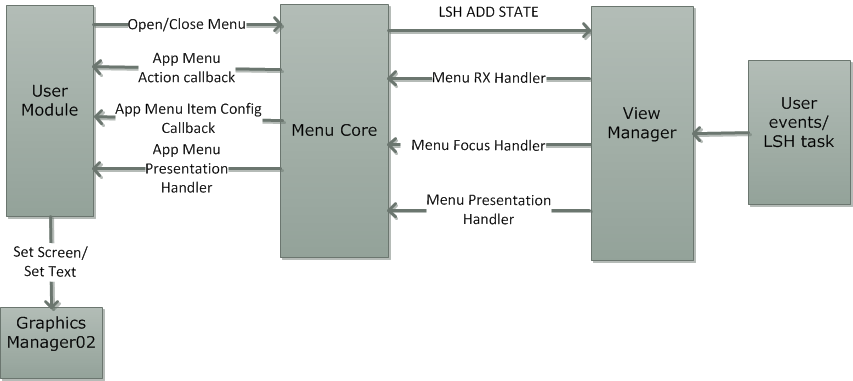 User
Module
Open/Close Menu
App Menu
Action callback
App Menu Item Config
Callback
App Menu
Presentation
Handler
Menu Core
LSH ADD STATE
Menu RX Handler
Menu Focus Handler
Menu Presentation
Handler
View
Manager
User
events/
LSH task
Set Screen/
Set Text
Graphics
Manager02